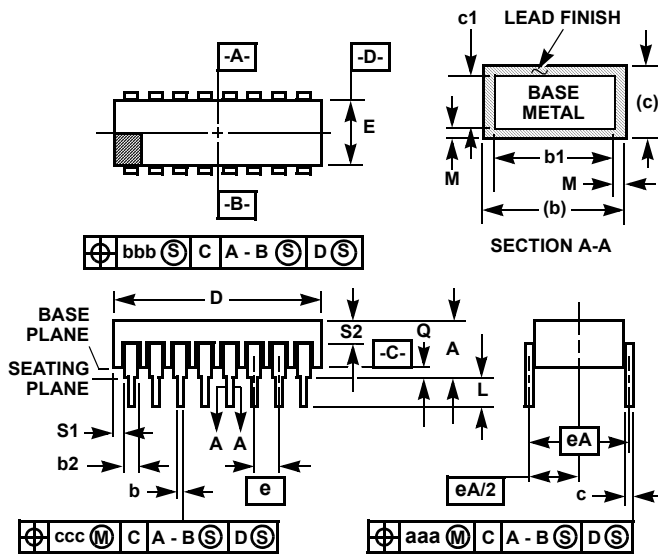 c1
LEAD FINISH
-A-
-D-
E
BASE
METAL
(c)
b1
M
M
(b)
-B-
SECTION A-A
⌖ bbb Ⓢ C A - B Ⓢ D Ⓢ
D
BASE
PLANE
S2
Q
A
-C-
SEATING
PLANE
L
S1
A A
eA
b2
e
eA/2
b
c
⌖ ccc Ⓜ C A - B Ⓢ D Ⓢ
⌖ aaa Ⓜ C A - B Ⓢ D Ⓢ